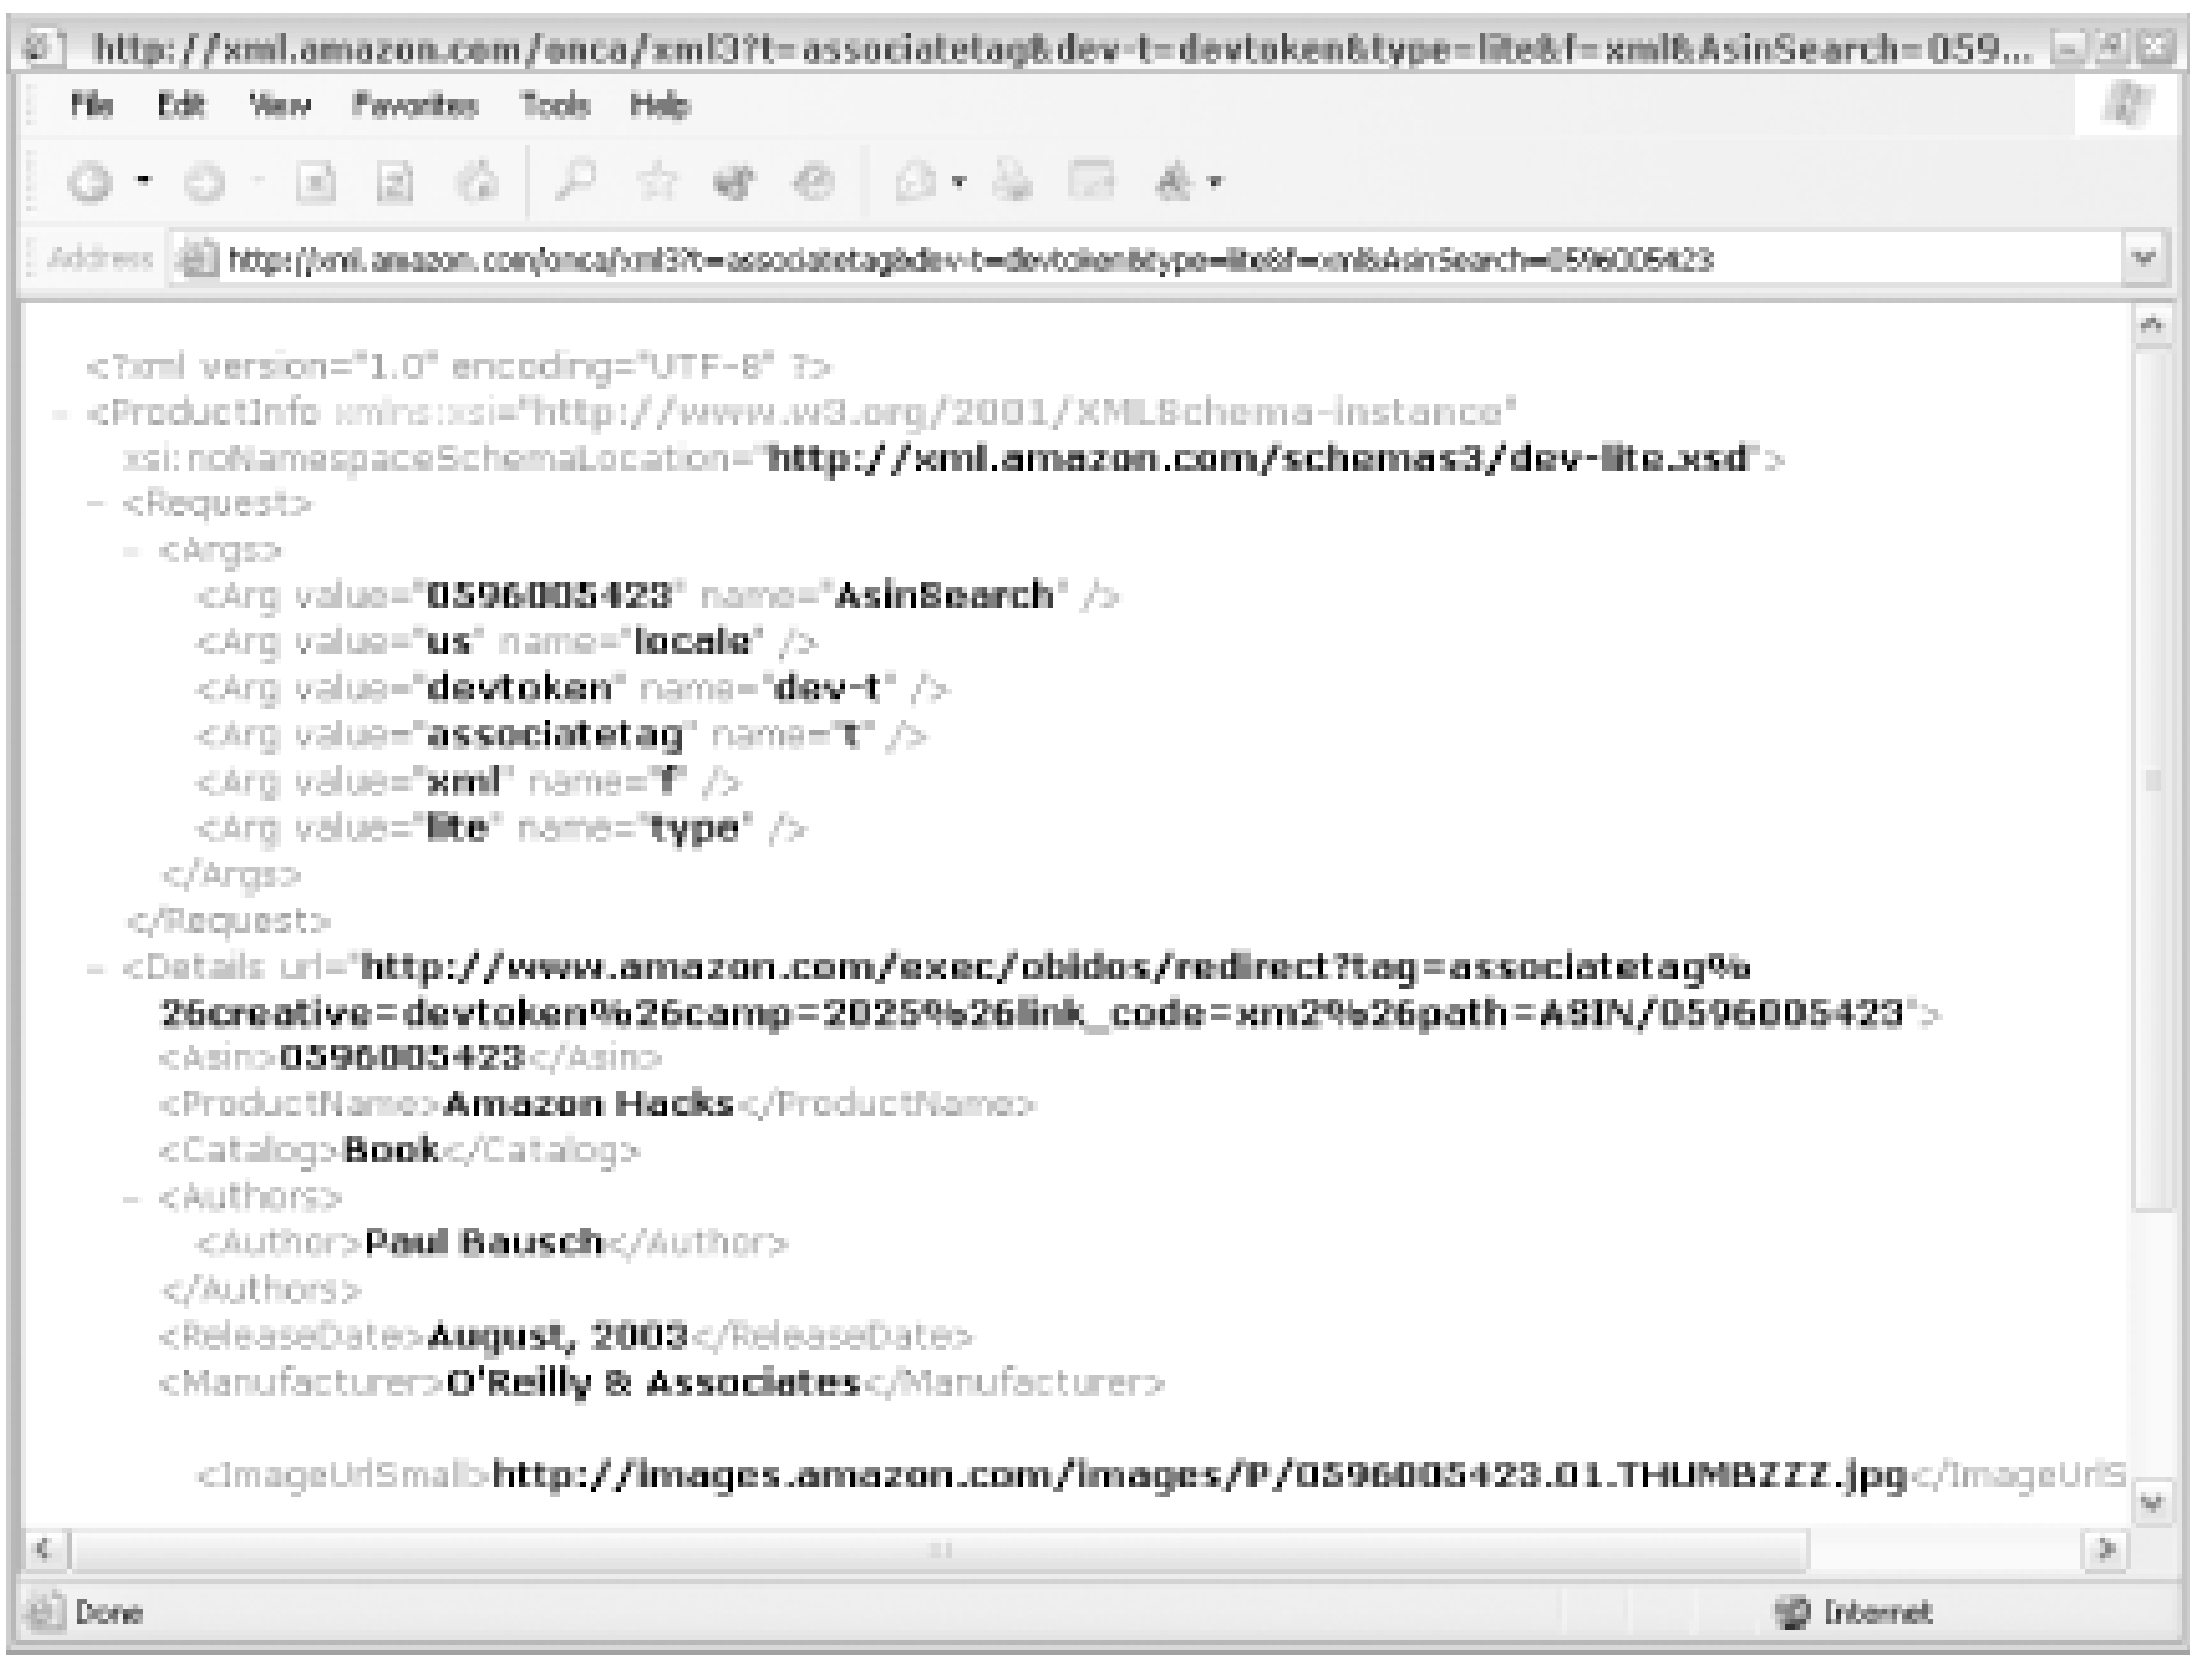 http://xml.amazon.com/onca/xml3?t=associatetag&dev-t=devtoken&type=lite&f=xml&AsinSearch=059...
File Edit View Favorites Tools Help
Address http://xml.amazon.com/onca/xml3?t=associatetag&dev-t=devtoken&type=lite&f=xml&AsinSearch=0596005423
<?xml version="1.0" encoding="UTF-8" ?>
- <ProductInfo xmlns:xsi="http://www.w3.org/2001/XMLSchema-instance"
xsi:noNamespaceSchemaLocation="http://xml.amazon.com/schemas3/dev-lite.xsd">
- <Request>
- <Args>
<Arg value="0596005423" name="AsinSearch" />
<Arg value="us" name="locale" />
<Arg value="devtoken" name="dev-t" />
<Arg value="associatetag" name="t" />
<Arg value="xml" name="f" />
<Arg value="lite" name="type" />
</Args>
</Request>
- <Details url="http://www.amazon.com/exec/obidos/redirect?tag=associatetag%
26creative=devtoken%26camp=2025%26link_code=xm2%26path=ASIN/0596005423">
<Asin>0596005423</Asin>
<ProductName>Amazon Hacks</ProductName>
<Catalog>Book</Catalog>
- <Authors>
<Author>Paul Bausch</Author>
</Authors>
<ReleaseDate>August, 2003</ReleaseDate>
<Manufacturer>O'Reilly & Associates</Manufacturer>
<ImageUrlSmall>http://images.amazon.com/images/P/0596005423.01.THUMBZZZ.jpg</ImageUrlS
Done Internet